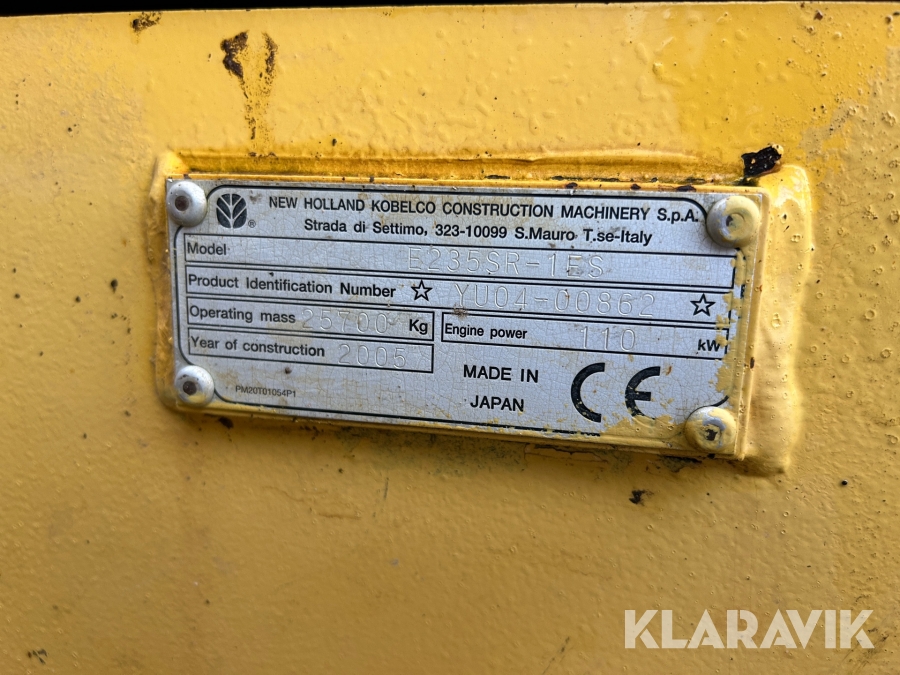 NEW HOLLAND KOBELCO CONSTRUCTION MACHINERY S.p.A.
Strada di Settimo, 323-10099 S.Mauro T.se-Italy
Model E235SR-1ES
Product Identification Number ☆ YU04-00862 ☆
Operating mass 25700 Kg Engine power 110 kW
Year of construction 2005
MADE IN
JAPAN
CE
PM20T01054P1
®
KLARAVIK